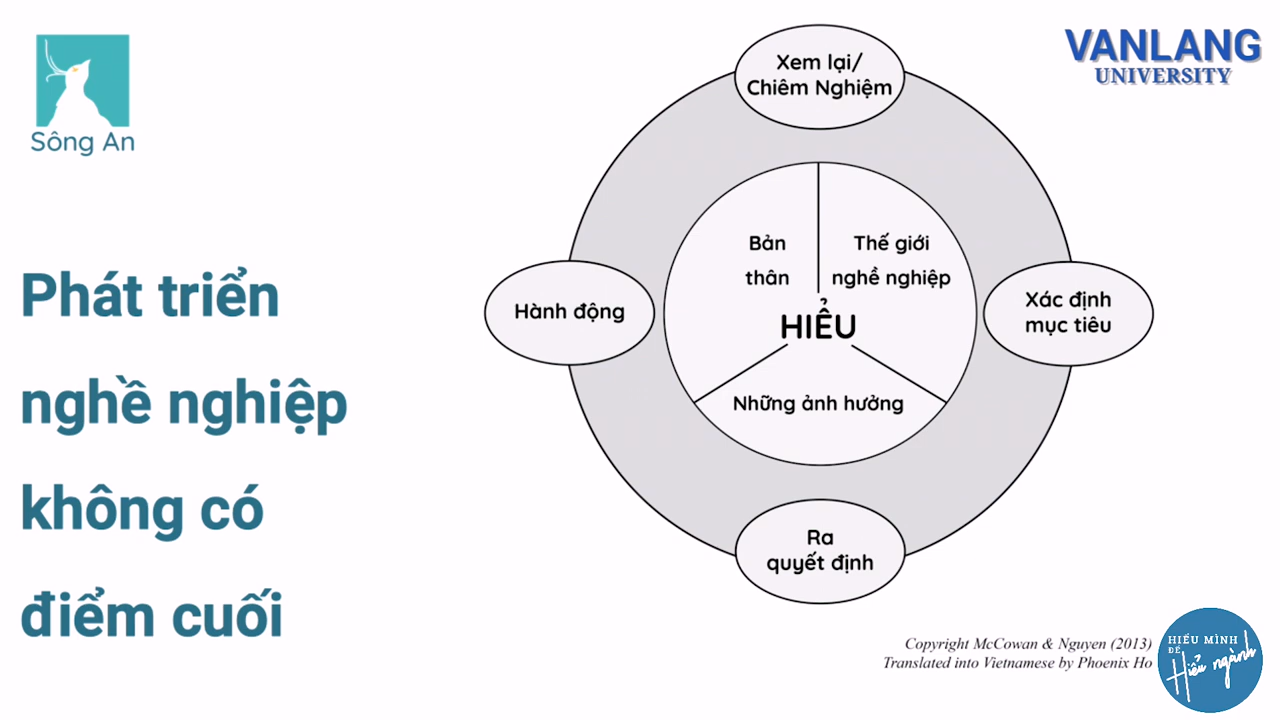 Sông An
VANLANG
UNIVERSITY
Phát triển
nghề nghiệp
không có
điểm cuối
Xem lại/
Chiêm Nghiệm
Bản
thân
Thế giới
nghề nghiệp
HIỂU
Những ảnh hưởng
Hành động
Xác định
mục tiêu
Ra
quyết định
Copyright McCowan & Nguyen (2013)
Translated into Vietnamese by Phoenix Ho
HIỂU MÌNH
ĐỂ
Hiểu ngành